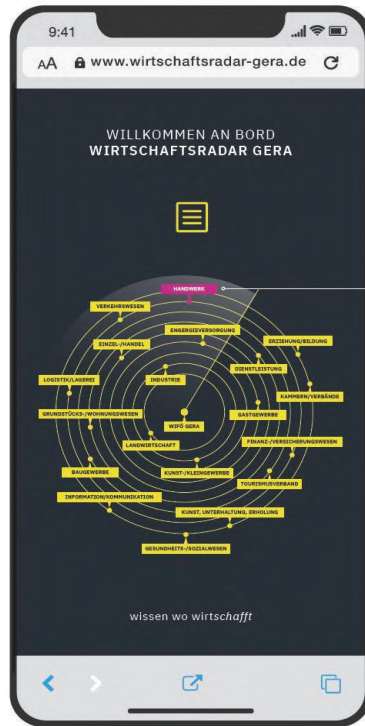 9:41
AA www.wirtschaftsradar-gera.de
WILLKOMMEN AN BORD
WIRTSCHAFTSRADAR GERA
HANDWERK
VERKEHRSWESEN
ENGERGIEVERSORGUNG
EINZEL-/HANDEL
ERZIEHUNG/BILDUNG
DIENSTLEISTUNG
LOGISTIK/LAGEREI
INDUSTRIE
KAMMERN/VERBÄNDE
GRUNDSTÜCKS-/WOHNUNGSWESEN
WIFÖ GERA
GASTGEWERBE
LANDWIRTSCHAFT
FINANZ-/VERSICHERUNGSWESEN
BAUGEWERBE
KUNST-/KLEINGEWERBE
TOURISMUSVERBAND
INFORMATION/KOMMUNIKATION
KUNST, UNTERHALTUNG, ERHOLUNG
GESUNDHEITS-/SOZIALWESEN
wissen wo wirtschafft